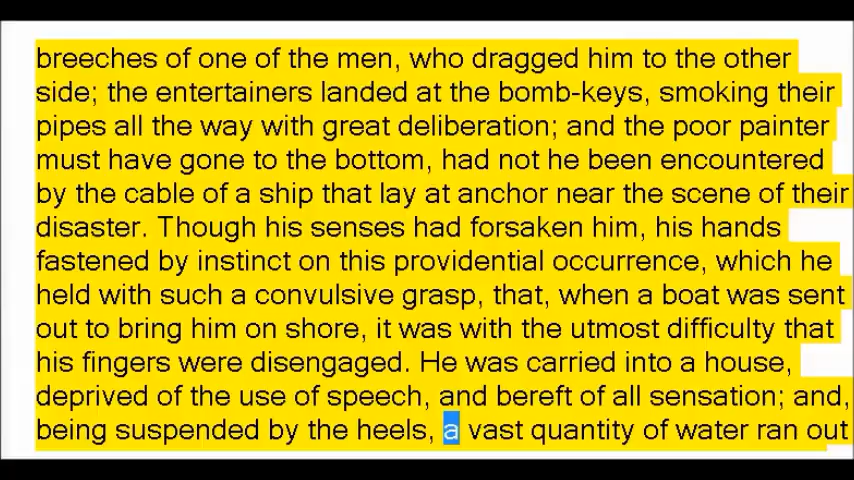 breeches of one of the men, who dragged him to the other
side; the entertainers landed at the bomb-keys, smoking their
pipes all the way with great deliberation; and the poor painter
must have gone to the bottom, had not he been encountered
by the cable of a ship that lay at anchor near the scene of their
disaster. Though his senses had forsaken him, his hands
fastened by instinct on this providential occurrence, which he
held with such a convulsive grasp, that, when a boat was sent
out to bring him on shore, it was with the utmost difficulty that
his fingers were disengaged. He was carried into a house,
deprived of the use of speech, and bereft of all sensation; and,
being suspended by the heels, a vast quantity of water ran out